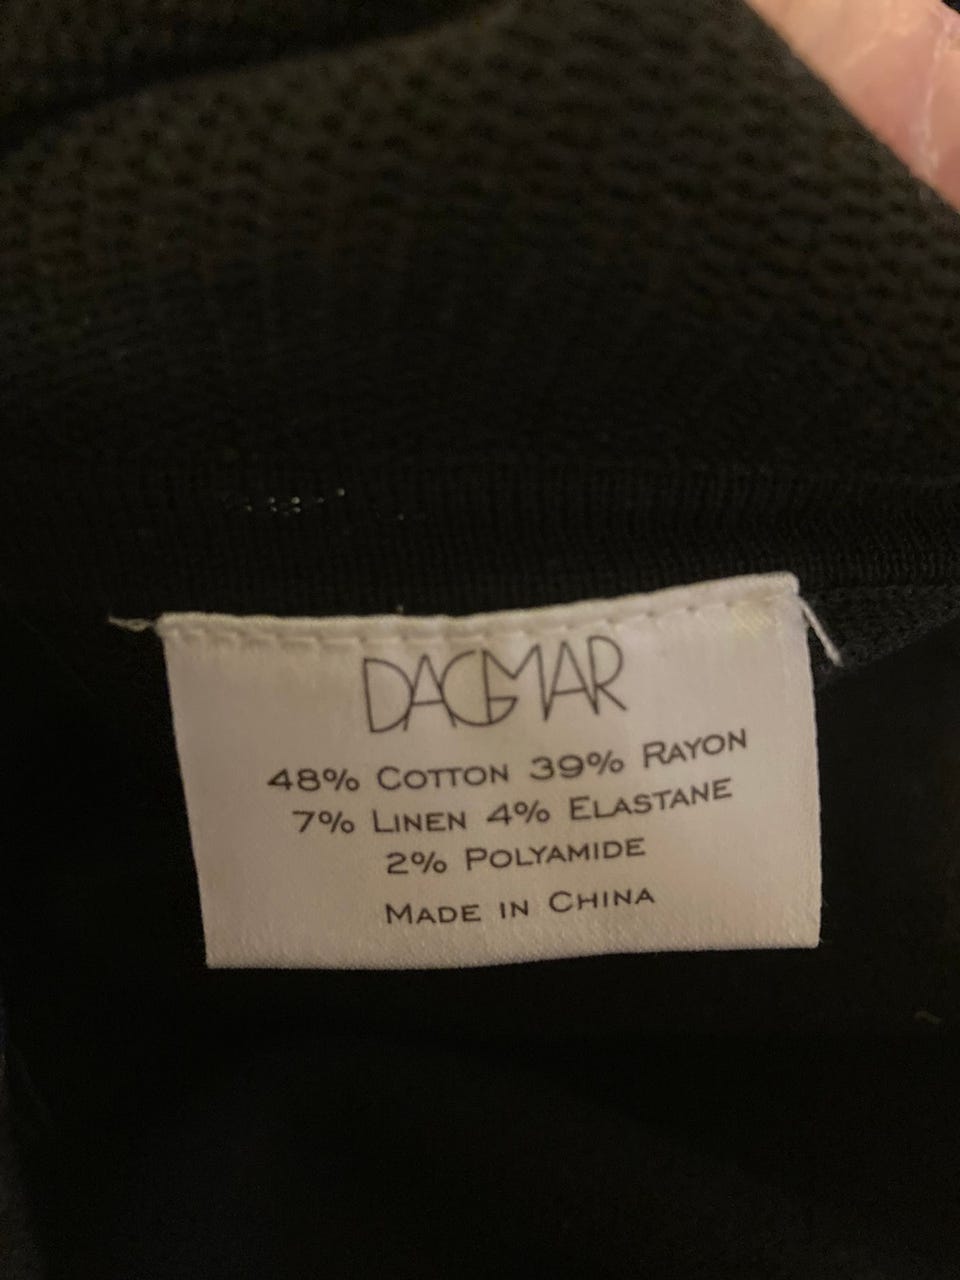 DAGMAR
48% COTTON 39% RAYON
7% LINEN 4% ELASTANE
2% POLYAMIDE
MADE IN CHINA